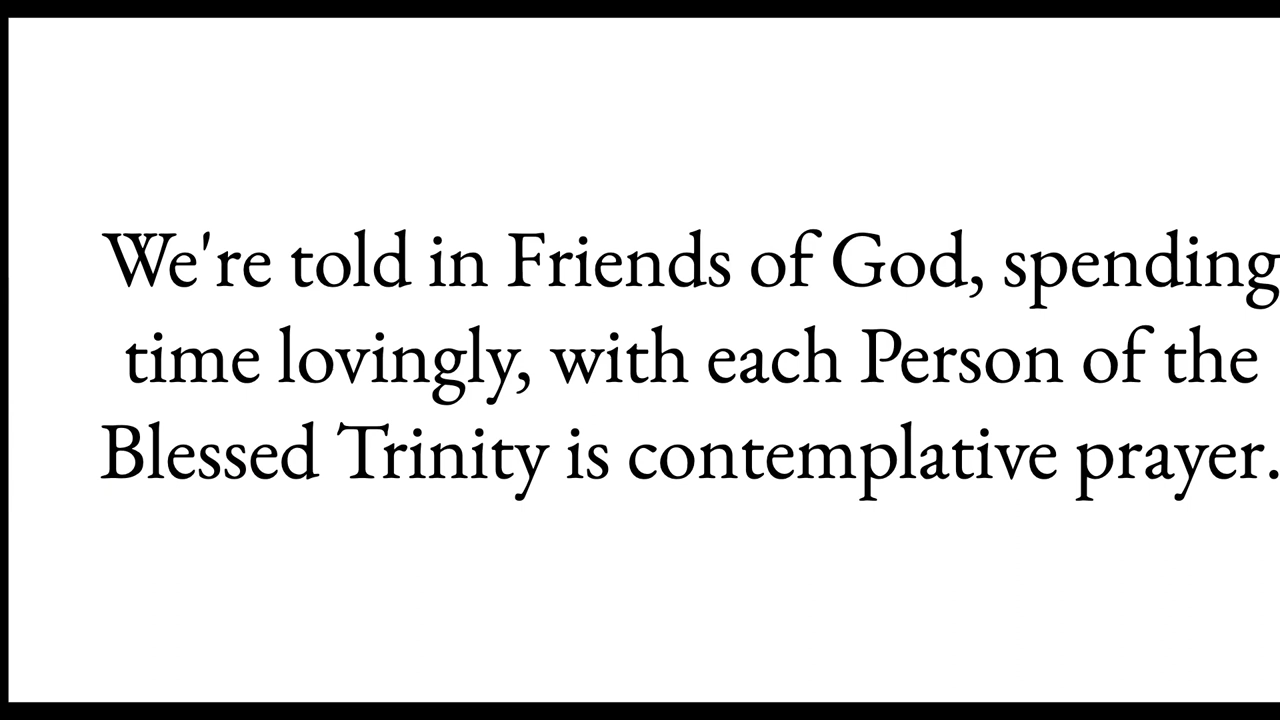 We're told in Friends of God, spending
time lovingly, with each Person of the
Blessed Trinity is contemplative prayer.